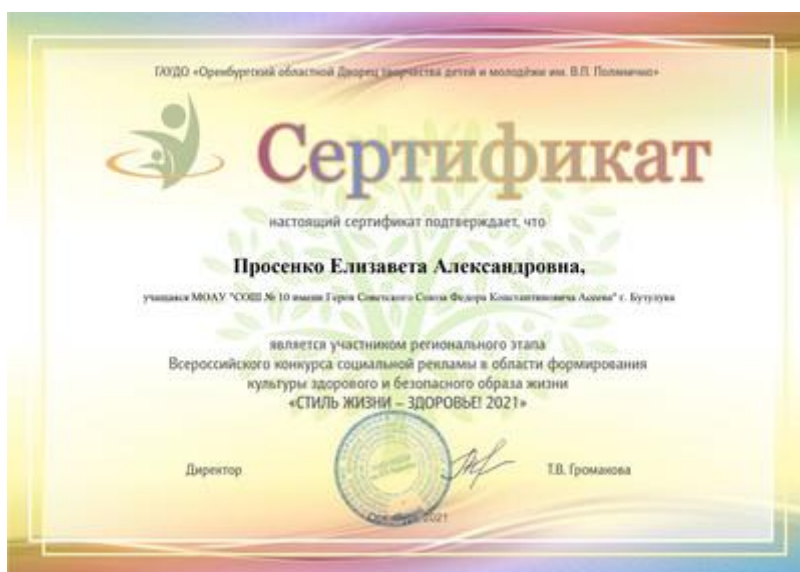 ГАУДО «Оренбургский областной Дворец творчества детей и молодёжи им. В.П. Поляничко»
Сертификат
настоящий сертификат подтверждает, что
Просенко Елизавета Александровна,
учащаяся МОАУ "СОШ № 10 имени Героя Советского Союза Федора Константиновича Асеева" г. Бузулука
является участником регионального этапа
Всероссийского конкурса социальной рекламы в области формирования
культуры здорового и безопасного образа жизни
«СТИЛЬ ЖИЗНИ – ЗДОРОВЬЕ! 2021»
Директор
Т.В. Громакова
2021